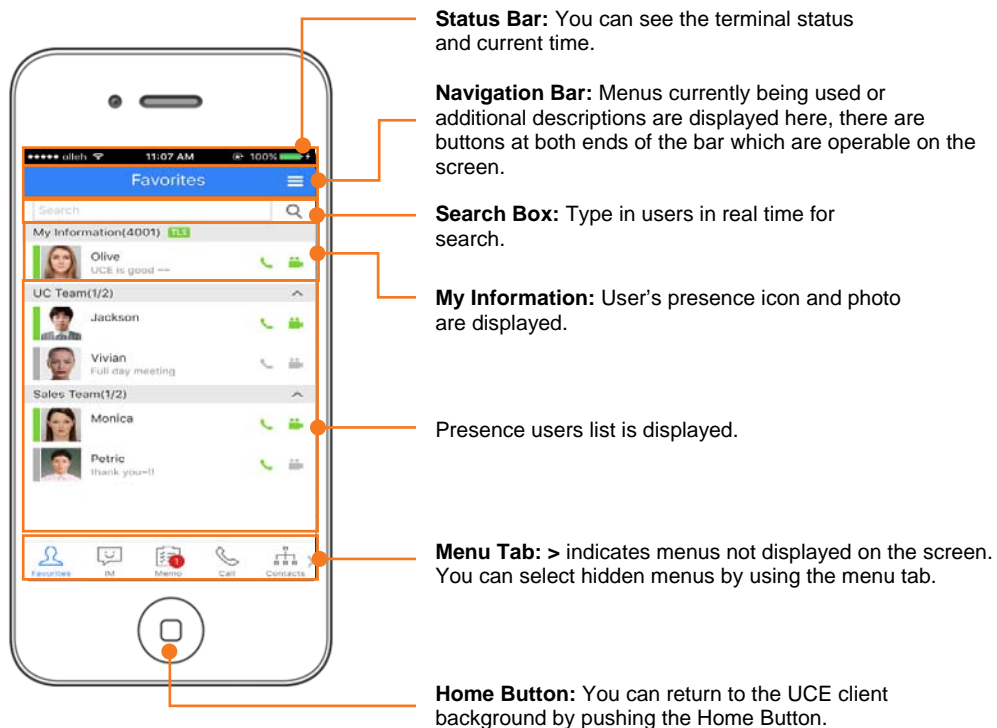 Status Bar: You can see the terminal status
and current time.
Navigation Bar: Menus currently being used or
additional descriptions are displayed here, there are
buttons at both ends of the bar which are operable on the
screen.
Search Box: Type in users in real time for
search.
My Information: User's presence icon and photo
are displayed.
Presence users list is displayed.
Menu Tab: > indicates menus not displayed on the screen.
You can select hidden menus by using the menu tab.
Home Button: You can return to the UCE client
background by pushing the Home Button.
olleh 11:07 AM 100%
Favorites
Search
My Information(4001) TLS
Olive
UCE is good ~~
UC Team(1/2)
Jackson
Vivian
Full day meeting
Sales Team(1/2)
Monica
Petric
thank you~!!
1
Favorites IM Memo Call Contacts